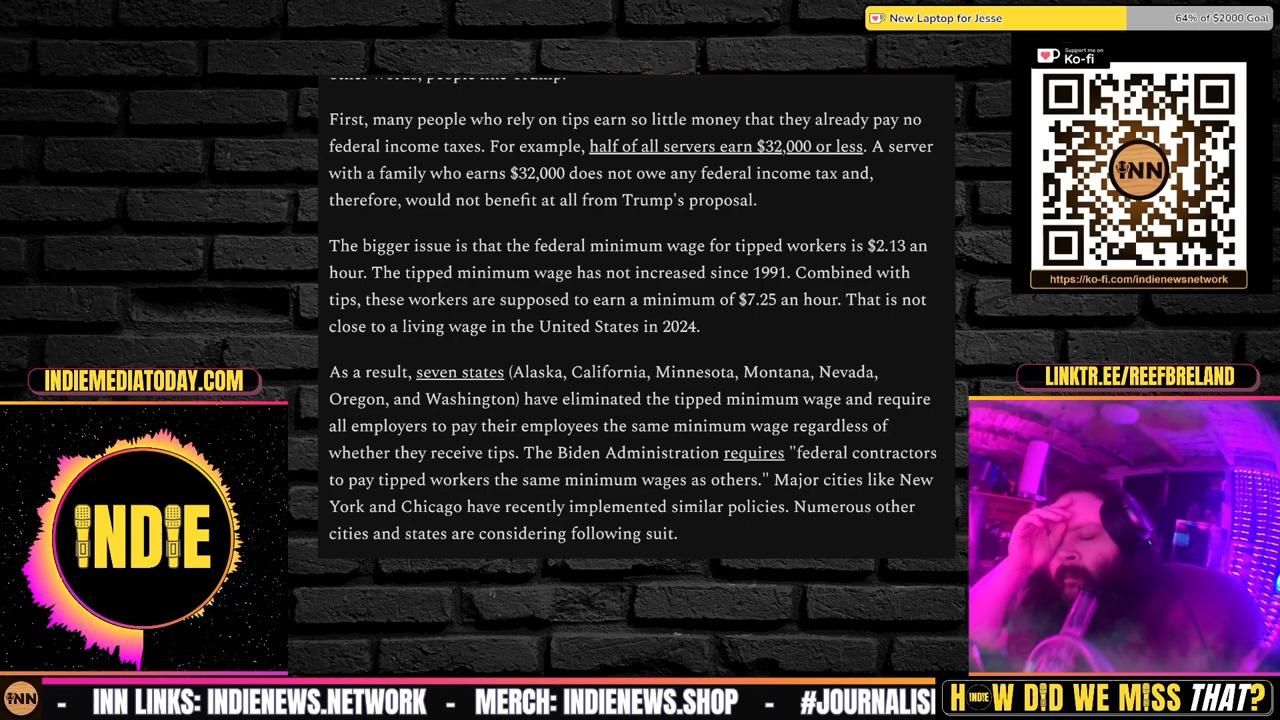 New Laptop for Jesse
64% of $2000 Goal
Support me on
Ko-fi
INN
https://ko-fi.com/indienewsnetwork
other words, people like Trump.
First, many people who rely on tips earn so little money that they already pay no
federal income taxes. For example, half of all servers earn $32,000 or less. A server
with a family who earns $32,000 does not owe any federal income tax and,
therefore, would not benefit at all from Trump's proposal.
The bigger issue is that the federal minimum wage for tipped workers is $2.13 an
hour. The tipped minimum wage has not increased since 1991. Combined with
tips, these workers are supposed to earn a minimum of $7.25 an hour. That is not
close to a living wage in the United States in 2024.
As a result, seven states (Alaska, California, Minnesota, Montana, Nevada,
Oregon, and Washington) have eliminated the tipped minimum wage and require
all employers to pay their employees the same minimum wage regardless of
whether they receive tips. The Biden Administration requires "federal contractors
to pay tipped workers the same minimum wages as others." Major cities like New
York and Chicago have recently implemented similar policies. Numerous other
cities and states are considering following suit.
INDIEMEDIATODAY.COM
LINKTR.EE/REEFBRELAND
INDIE
INN - INN LINKS: INDIENEWS.NETWORK - MERCH: INDIENEWS.SHOP - #JOURNALIS
HOW DID WE MISS THAT?
INDIE